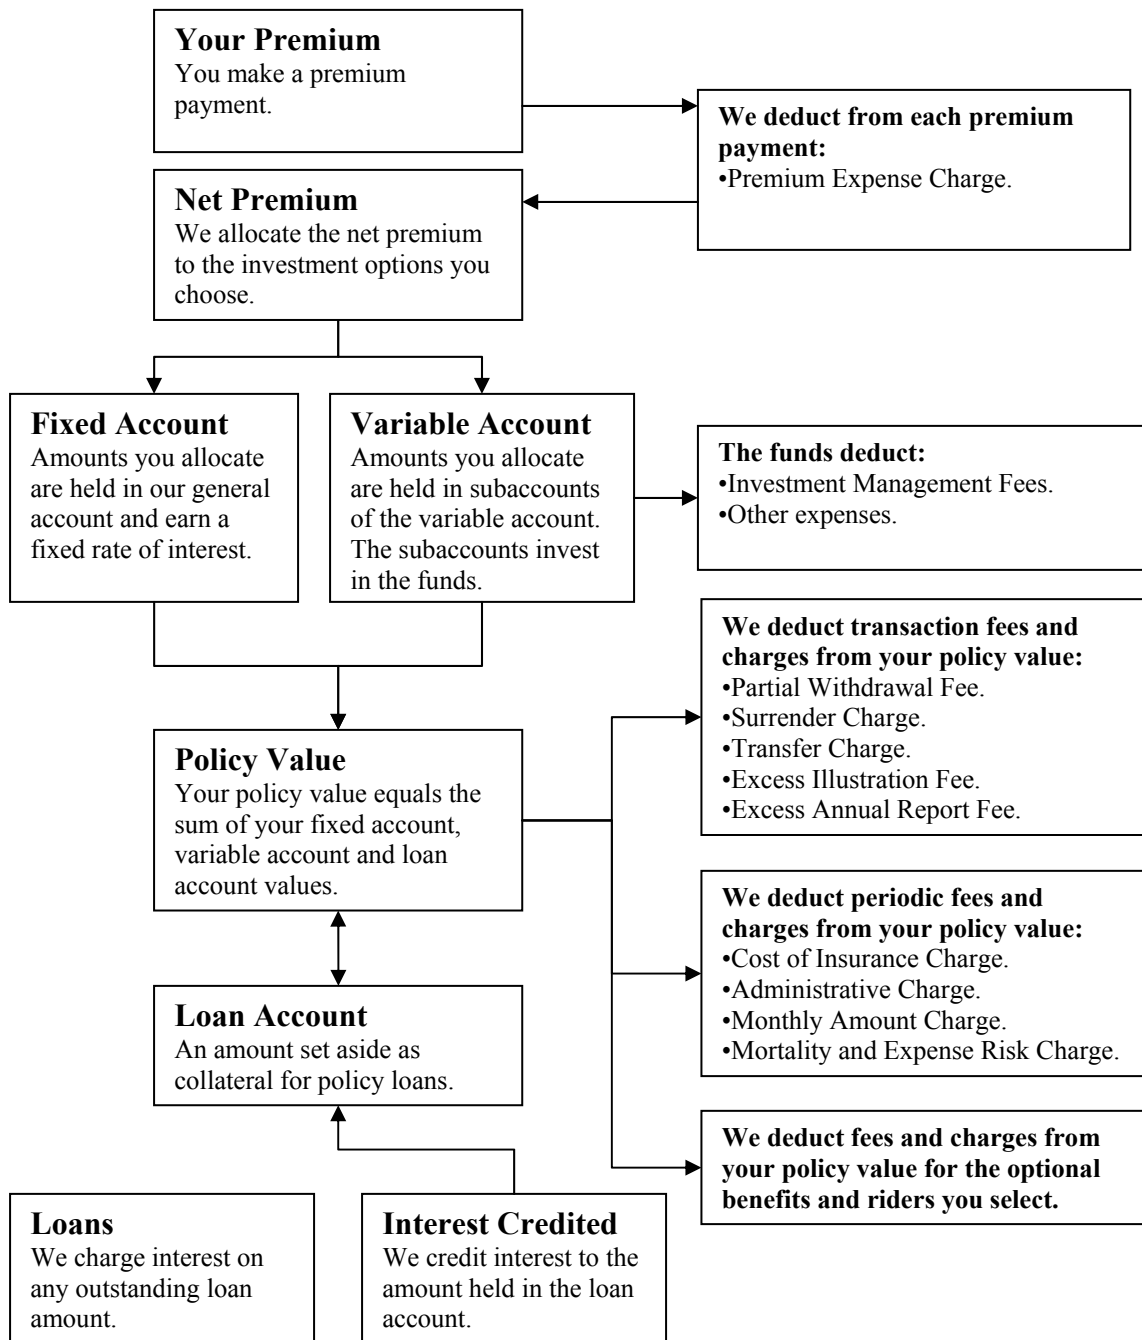 Your Premium
You make a premium
payment.
We deduct from each premium
payment:
•Premium Expense Charge.
Net Premium
We allocate the net premium
to the investment options you
choose.
Fixed Account
Amounts you allocate
are held in our general
account and earn a
fixed rate of interest.
Variable Account
Amounts you allocate
are held in subaccounts
of the variable account.
The subaccounts invest
in the funds.
The funds deduct:
•Investment Management Fees.
•Other expenses.
We deduct transaction fees and
charges from your policy value:
•Partial Withdrawal Fee.
•Surrender Charge.
•Transfer Charge.
•Excess Illustration Fee.
•Excess Annual Report Fee.
Policy Value
Your policy value equals the
sum of your fixed account,
variable account and loan
account values.
We deduct periodic fees and
charges from your policy value:
•Cost of Insurance Charge.
•Administrative Charge.
•Monthly Amount Charge.
•Mortality and Expense Risk Charge.
Loan Account
An amount set aside as
collateral for policy loans.
We deduct fees and charges from
your policy value for the optional
benefits and riders you select.
Loans
We charge interest on
any outstanding loan
amount.
Interest Credited
We credit interest to the
amount held in the loan
account.